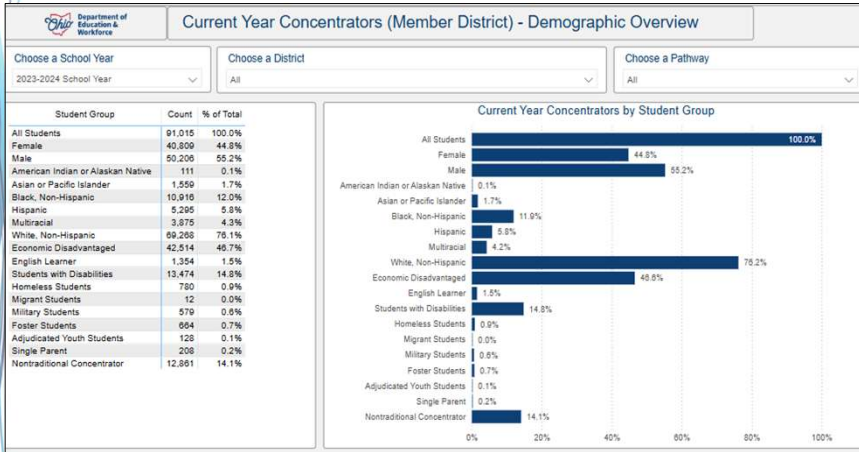 Ohio
Department of
Education &
Workforce
Current Year Concentrators (Member District) - Demographic Overview
Choose a School Year
2023-2024 School Year
Choose a District
All
Choose a Pathway
All
Student Group Count % of Total
All Students 91,015 100.0%
Female 40,809 44.8%
Male 50,206 55.2%
American Indian or Alaskan Native 111 0.1%
Asian or Pacific Islander 1,559 1.7%
Black, Non-Hispanic 10,916 12.0%
Hispanic 5,295 5.8%
Multiracial 3,875 4.3%
White, Non-Hispanic 69,268 76.1%
Economic Disadvantaged 42,514 46.7%
English Learner 1,354 1.5%
Students with Disabilities 13,474 14.8%
Homeless Students 780 0.9%
Migrant Students 12 0.0%
Military Students 579 0.6%
Foster Students 664 0.7%
Adjudicated Youth Students 128 0.1%
Single Parent 208 0.2%
Nontraditional Concentrator 12,861 14.1%
Current Year Concentrators by Student Group
All Students 100.0%
Female 44.8%
Male 55.2%
American Indian or Alaskan Native 0.1%
Asian or Pacific Islander 1.7%
Black, Non-Hispanic 11.9%
Hispanic 5.8%
Multiracial 4.2%
White, Non-Hispanic 76.2%
Economic Disadvantaged 46.6%
English Learner 1.5%
Students with Disabilities 14.8%
Homeless Students 0.9%
Migrant Students 0.0%
Military Students 0.6%
Foster Students 0.7%
Adjudicated Youth Students 0.1%
Single Parent 0.2%
Nontraditional Concentrator 14.1%
0% 20% 40% 60% 80% 100%